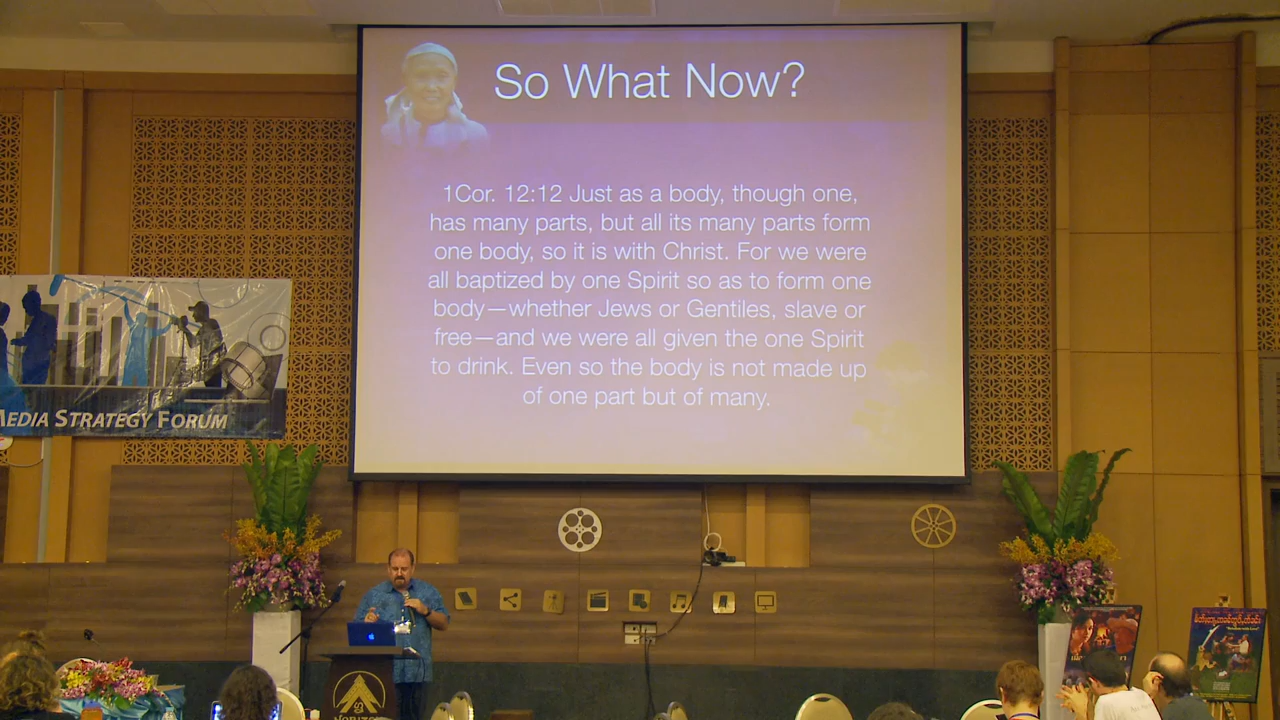 So What Now?
1Cor. 12:12 Just as a body, though one,
has many parts, but all its many parts form
one body, so it is with Christ. For we were
all baptized by one Spirit so as to form one
body—whether Jews or Gentiles, slave or
free—and we were all given the one Spirit
to drink. Even so the body is not made up
of one part but of many.
MEDIA STRATEGY FORUM